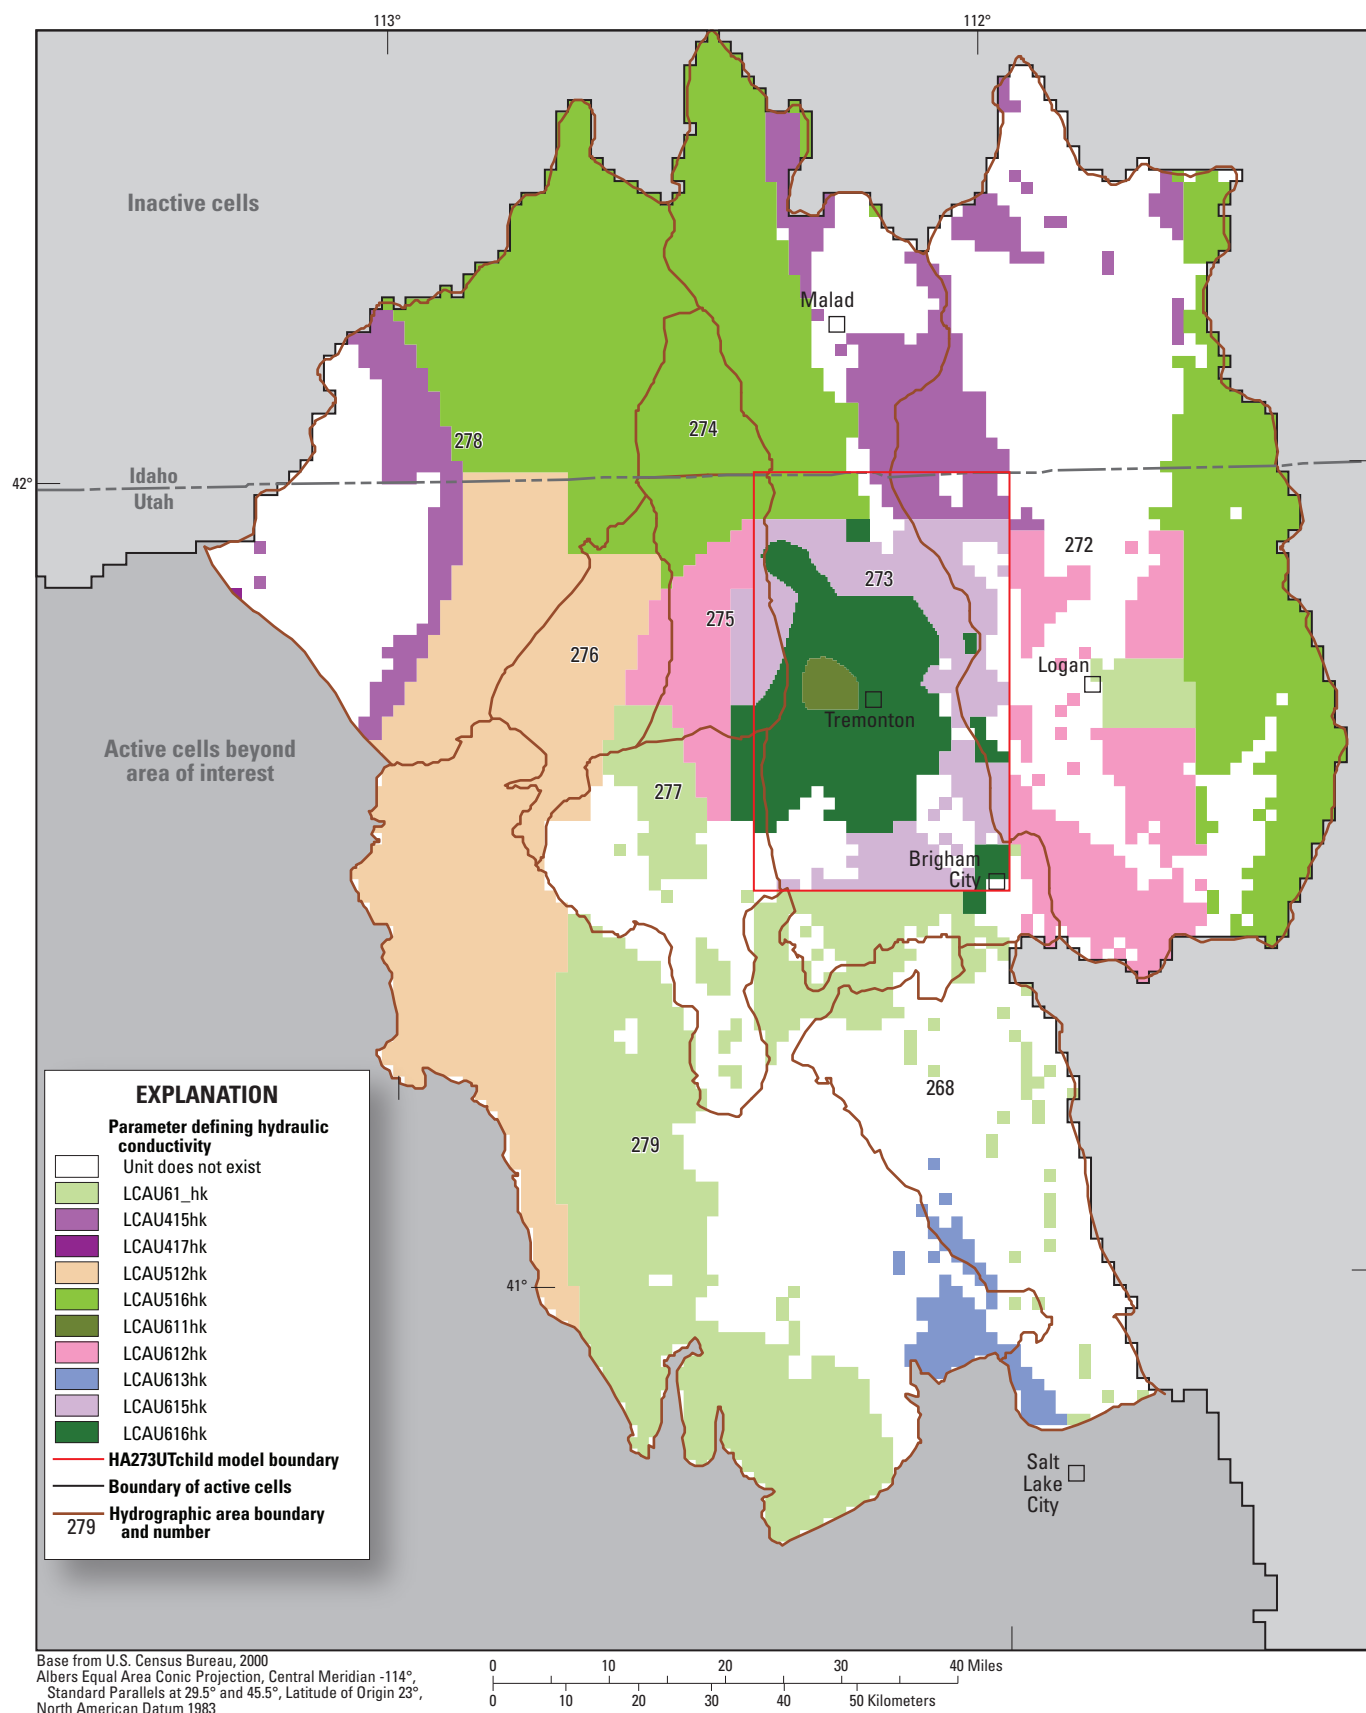 113°
112°
Inactive cells
Malad
278
274
Idaho
42°
Utah
272
273
275
276
Logan
Tremonton
Active cells beyond
area of interest
277
Brigham
City
268
279
41°
Salt
Lake
City
EXPLANATION
Parameter defining hydraulic
conductivity
Unit does not exist
LCAU61_hk
LCAU415hk
LCAU417hk
LCAU512hk
LCAU516hk
LCAU611hk
LCAU612hk
LCAU613hk
LCAU615hk
LCAU616hk
HA273UTchild model boundary
Boundary of active cells
Hydrographic area boundary
279 and number
Base from U.S. Census Bureau, 2000
Albers Equal Area Conic Projection, Central Meridian -114°,
Standard Parallels at 29.5° and 45.5°, Latitude of Origin 23°,
North American Datum 1983
0 10 20 30 40 Miles
0 10 20 30 40 50 Kilometers